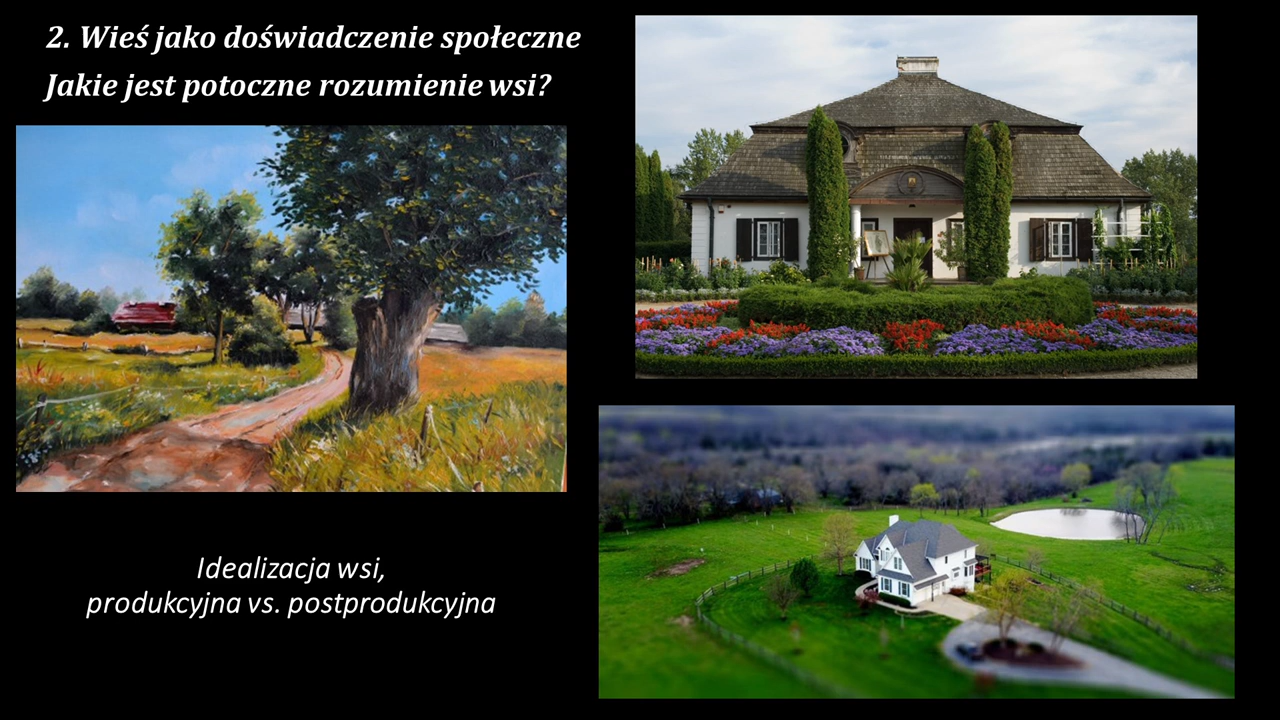 2. Wieś jako doświadczenie społeczne
Jakie jest potoczne rozumienie wsi?
Idealizacja wsi,
produkcyjna vs. postprodukcyjna